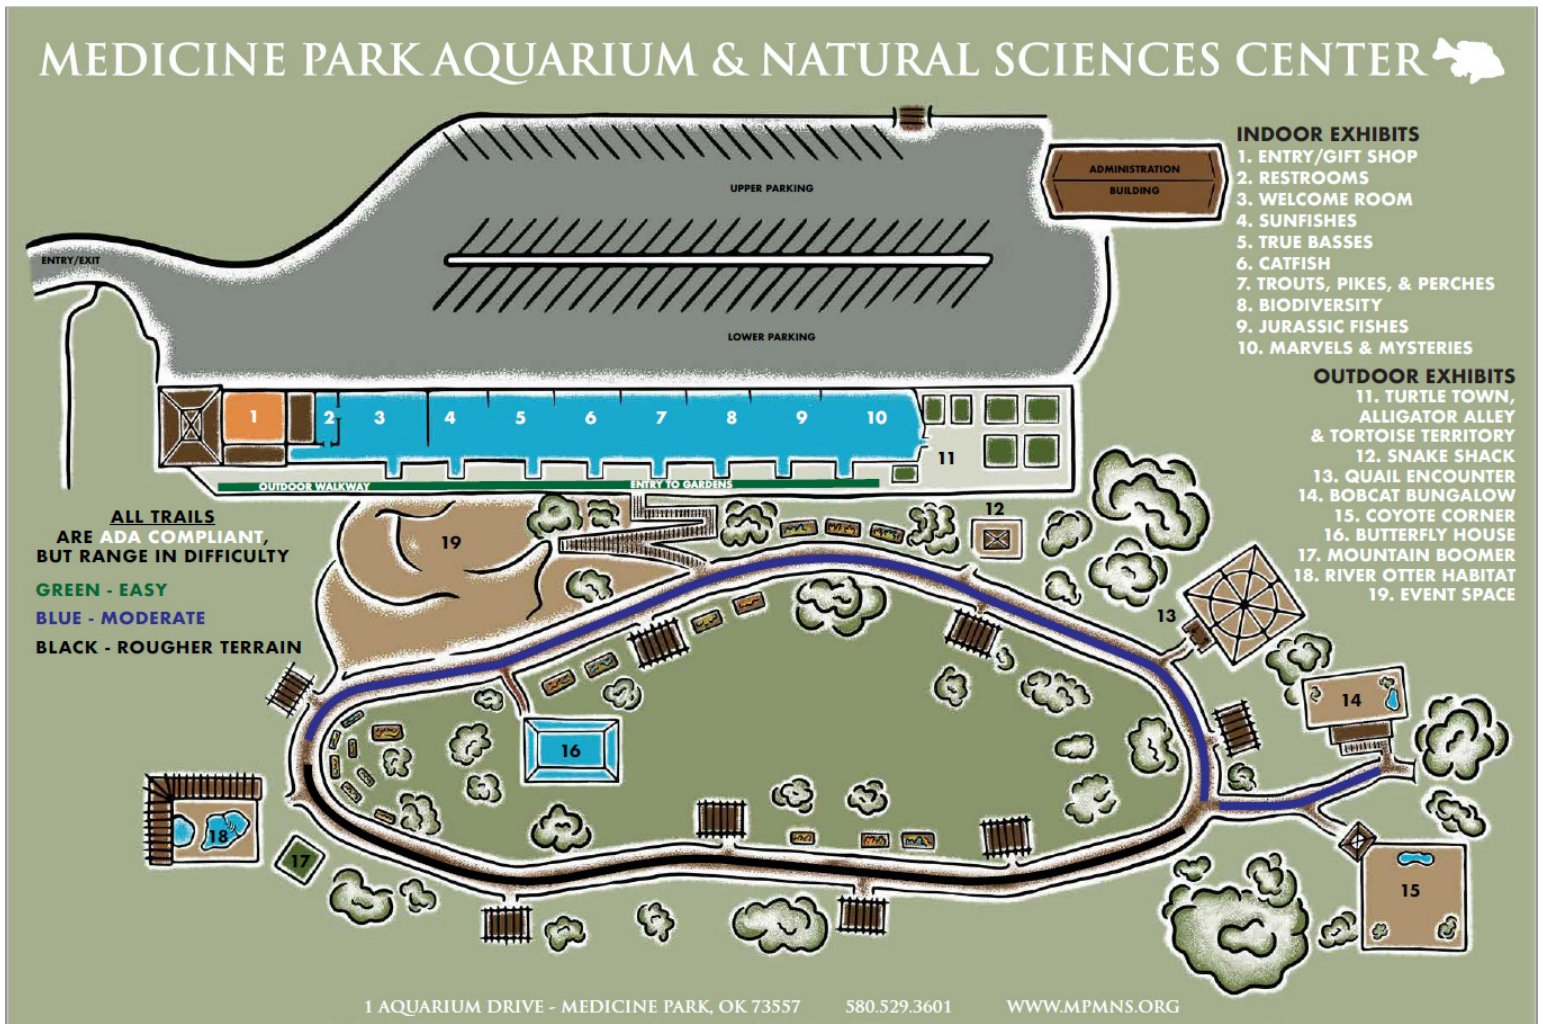 MEDICINE PARK AQUARIUM & NATURAL SCIENCES CENTER
UPPER PARKING
ADMINISTRATION
BUILDING
ENTRY/EXIT
LOWER PARKING
INDOOR EXHIBITS
1. ENTRY/GIFT SHOP
2. RESTROOMS
3. WELCOME ROOM
4. SUNFISHES
5. TRUE BASSES
6. CATFISH
7. TROUTS, PIKES, & PERCHES
8. BIODIVERSITY
9. JURASSIC FISHES
10. MARVELS & MYSTERIES
OUTDOOR EXHIBITS
11. TURTLE TOWN,
ALLIGATOR ALLEY
& TORTOISE TERRITORY
12. SNAKE SHACK
13. QUAIL ENCOUNTER
14. BOBCAT BUNGALOW
15. COYOTE CORNER
16. BUTTERFLY HOUSE
17. MOUNTAIN BOOMER
18. RIVER OTTER HABITAT
19. EVENT SPACE
1 2 3 4 5 6 7 8 9 10
11
OUTDOOR WALKWAY
ENTRY TO GARDENS
ALL TRAILS
ARE ADA COMPLIANT,
BUT RANGE IN DIFFICULTY
GREEN - EASY
BLUE - MODERATE
BLACK - ROUGHER TERRAIN
12
19
13
14
16
18
17
15
1 AQUARIUM DRIVE - MEDICINE PARK, OK 73557 580.529.3601 WWW.MPMNS.ORG